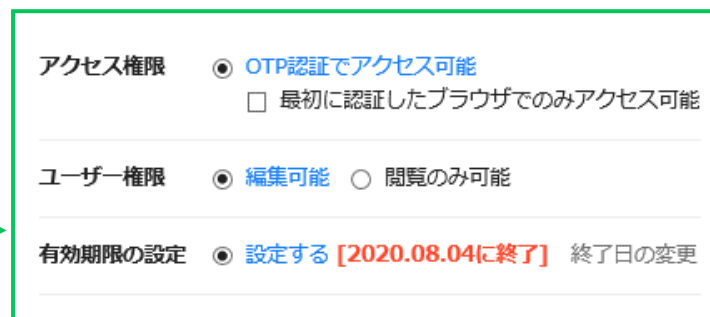 アクセス権限 OTP認証でアクセス可能
最初に認証したブラウザでのみアクセス可能
ユーザー権限 編集可能 閲覧のみ可能
有効期限の設定 設定する [2020.08.04に終了] 終了日の変更